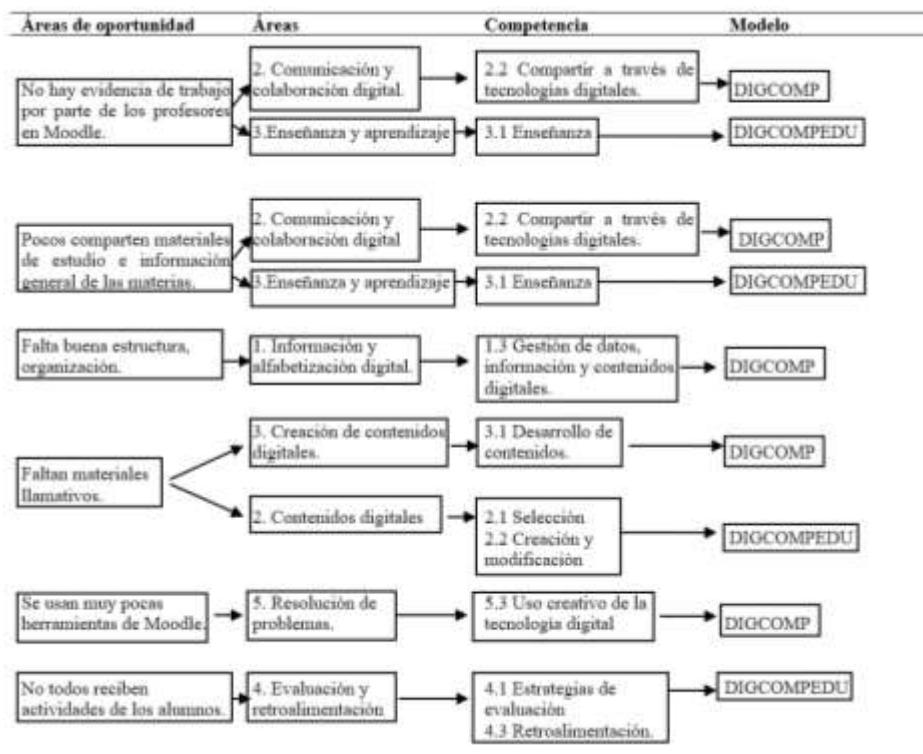 Áreas de oportunidad Áreas Competencia Modelo
No hay evidencia de trabajo
por parte de los profesores
en Moodle.
2. Comunicación y
colaboración digital.
2.2 Compartir a través de
tecnologías digitales.
DIGCOMP
3.Enseñanza y aprendizaje
3.1 Enseñanza
DIGCOMPEDU
Pocos comparten materiales
de estudio e información
general de las materias.
2. Comunicación y
colaboración digital
2.2 Compartir a través de
tecnologías digitales.
DIGCOMP
3.Enseñanza y aprendizaje
3.1 Enseñanza
DIGCOMPEDU
Falta buena estructura,
organización.
1. Información y
alfabetización digital.
1.3 Gestión de datos,
información y contenidos
digitales.
DIGCOMP
Faltan materiales
llamativos.
3. Creación de contenidos
digitales.
3.1 Desarrollo de
contenidos.
DIGCOMP
2. Contenidos digitales
2.1 Selección
2.2 Creación y
modificación
DIGCOMPEDU
Se usan muy pocas
herramientas de Moodle.
5. Resolución de
problemas.
5.3 Uso creativo de la
tecnología digital
DIGCOMP
No todos reciben
actividades de los alumnos.
4. Evaluación y
retroalimentación
4.1 Estrategias de
evaluación
4.3 Retroalimentación.
DIGCOMPEDU